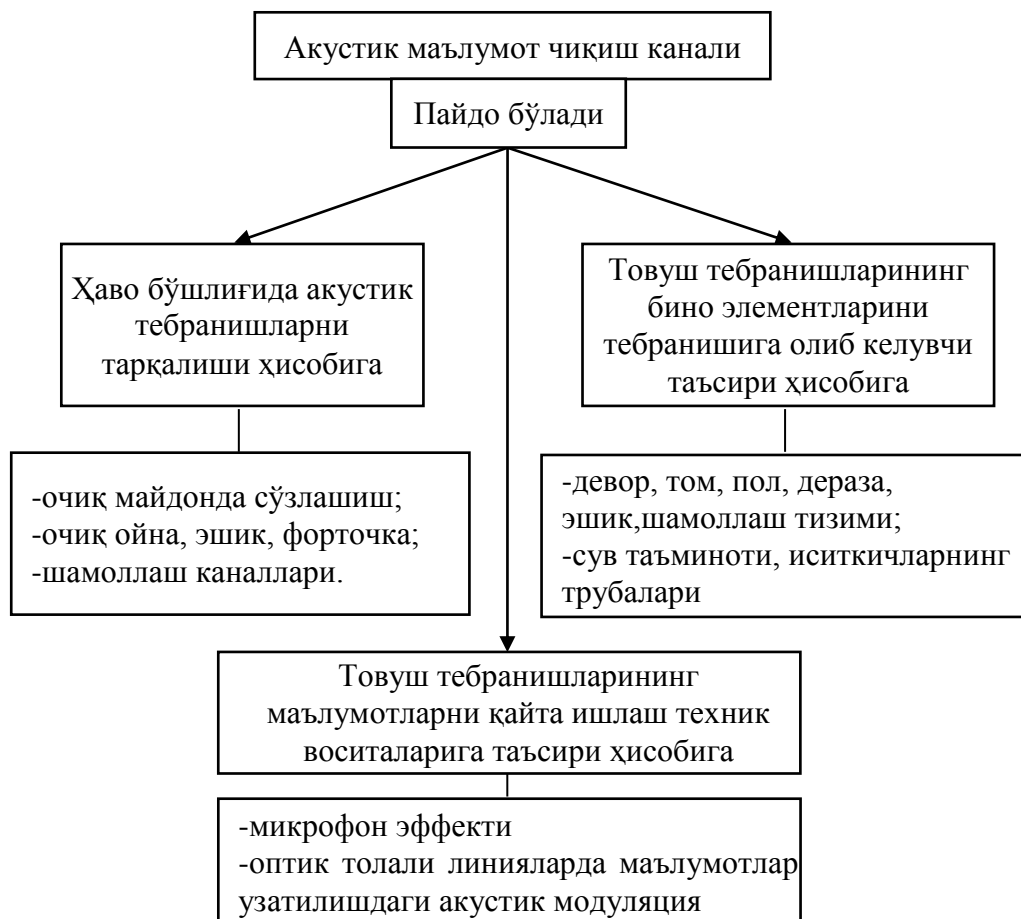 Акустик маълумот чиқиш канали
Пайдо бўлади
Ҳаво бўшлиғида акустик
тебранишларни
тарқалиши ҳисобига
Товуш тебранишларининг
бино элементларини
тебранишига олиб келувчи
таъсири ҳисобига
-очиқ майдонда сўзлашиш;
-очиқ ойна, эшик, форточка;
-шамоллаш каналлари.
-девор, том, пол, дераза,
эшик,шамоллаш тизими;
-сув таъминоти, иситкичларнинг
трубалари
Товуш тебранишларининг
маълумотларни қайта ишлаш техник
воситаларига таъсири ҳисобига
-микрофон эффекти
-оптик толали линияларда маълумотлар
узатилишдаги акустик модуляция